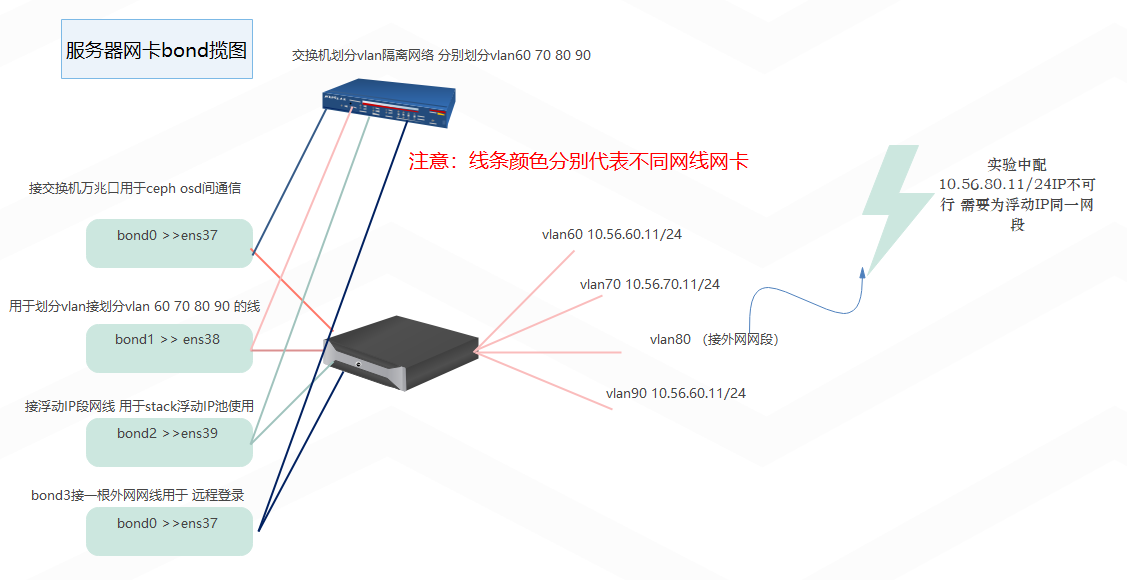 服务器网卡bond揽图
交换机划分vlan隔离网络 分别划分vlan60 70 80 90
注意：线条颜色分别代表不同网线网卡
实验中配
10.56.80.11/24IP不可
行 需要为浮动IP同一网
段
接交换机万兆口用于ceph osd间通信
bond0 >>ens37
vlan60 10.56.60.11/24
vlan70 10.56.70.11/24
用于划分vlan接划分vlan 60 70 80 90 的线
bond1 >> ens38
vlan80 （接外网网段）
vlan90 10.56.60.11/24
接浮动IP段网线 用于stack浮动IP池使用
bond2 >>ens39
bond3接一根外网网线用于 远程登录
bond0 >>ens37